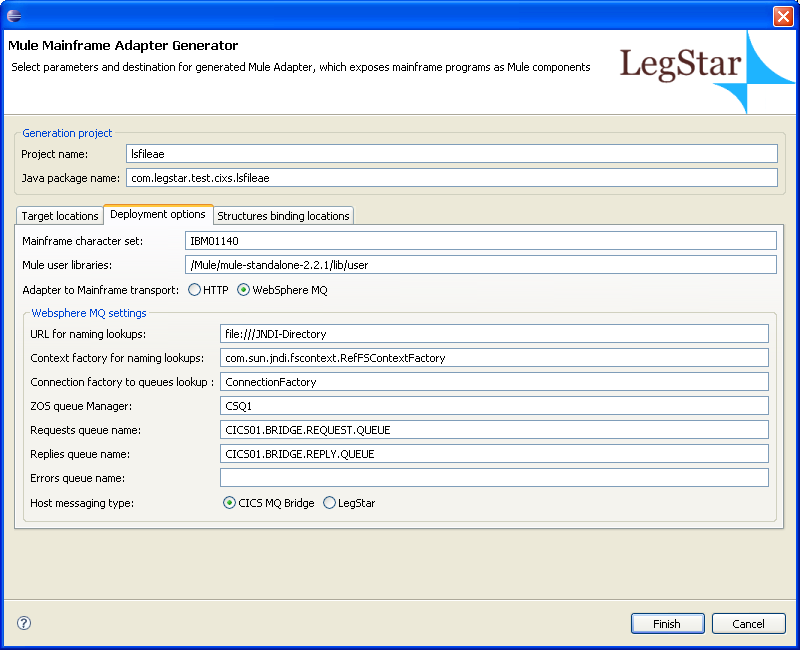 Mule Mainframe Adapter Generator
Select parameters and destination for generated Mule Adapter, which exposes mainframe programs as Mule components
LegStar
Generation project
Project name: lsfileae
Java package name: com.legstar.test.cixs.lsfileae
Target locations Deployment options Structures binding locations
Mainframe character set: IBM01140
Mule user libraries: /Mule/mule-standalone-2.2.1/lib/user
Adapter to Mainframe transport: HTTP WebSphere MQ
Websphere MQ settings
URL for naming lookups: file:///JNDI-Directory
Context factory for naming lookups: com.sun.jndi.fscontext.RefFSContextFactory
Connection factory to queues lookup : ConnectionFactory
ZOS queue Manager: CSQ1
Requests queue name: CICS01.BRIDGE.REQUEST.QUEUE
Replies queue name: CICS01.BRIDGE.REPLY.QUEUE
Errors queue name:
Host messaging type: CICS MQ Bridge LegStar
? Finish Cancel